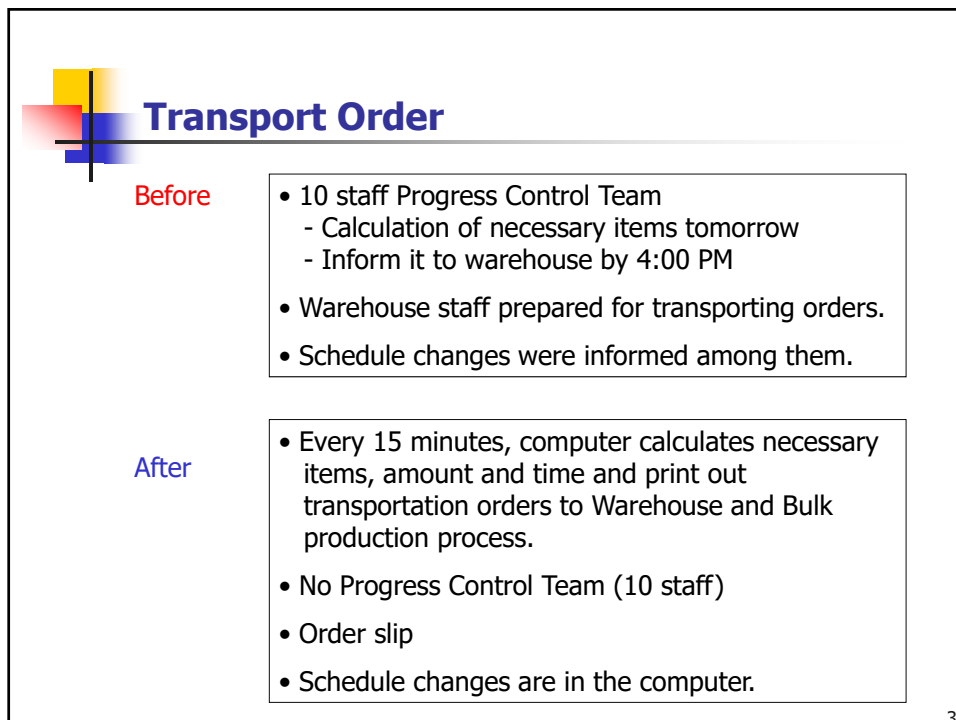 Transport Order
Before
• 10 staff Progress Control Team
- Calculation of necessary items tomorrow
- Inform it to warehouse by 4:00 PM
• Warehouse staff prepared for transporting orders.
• Schedule changes were informed among them.
After
• Every 15 minutes, computer calculates necessary
items, amount and time and print out
transportation orders to Warehouse and Bulk
production process.
• No Progress Control Team (10 staff)
• Order slip
• Schedule changes are in the computer.